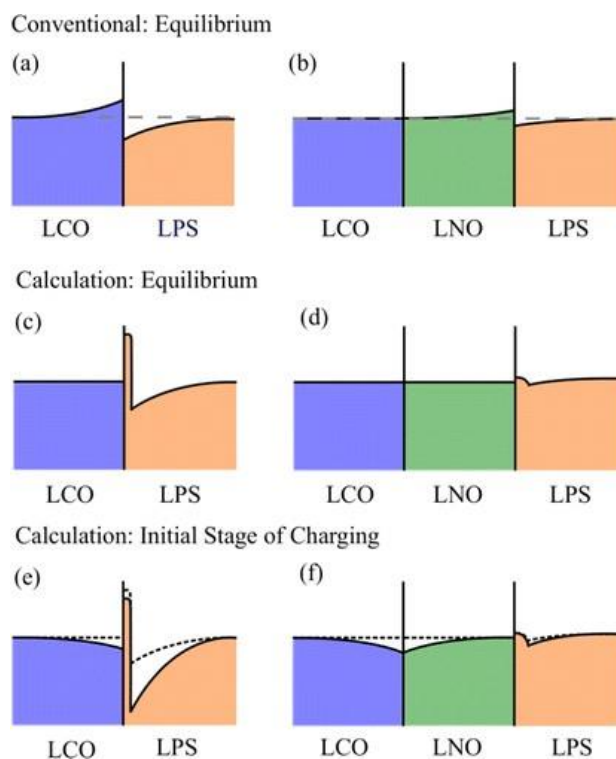 Conventional: Equilibrium
(a) (b)
LCO LPS LCO LNO LPS
Calculation: Equilibrium
(c) (d)
LCO LPS LCO LNO LPS
Calculation: Initial Stage of Charging
(e) (f)
LCO LPS LCO LNO LPS